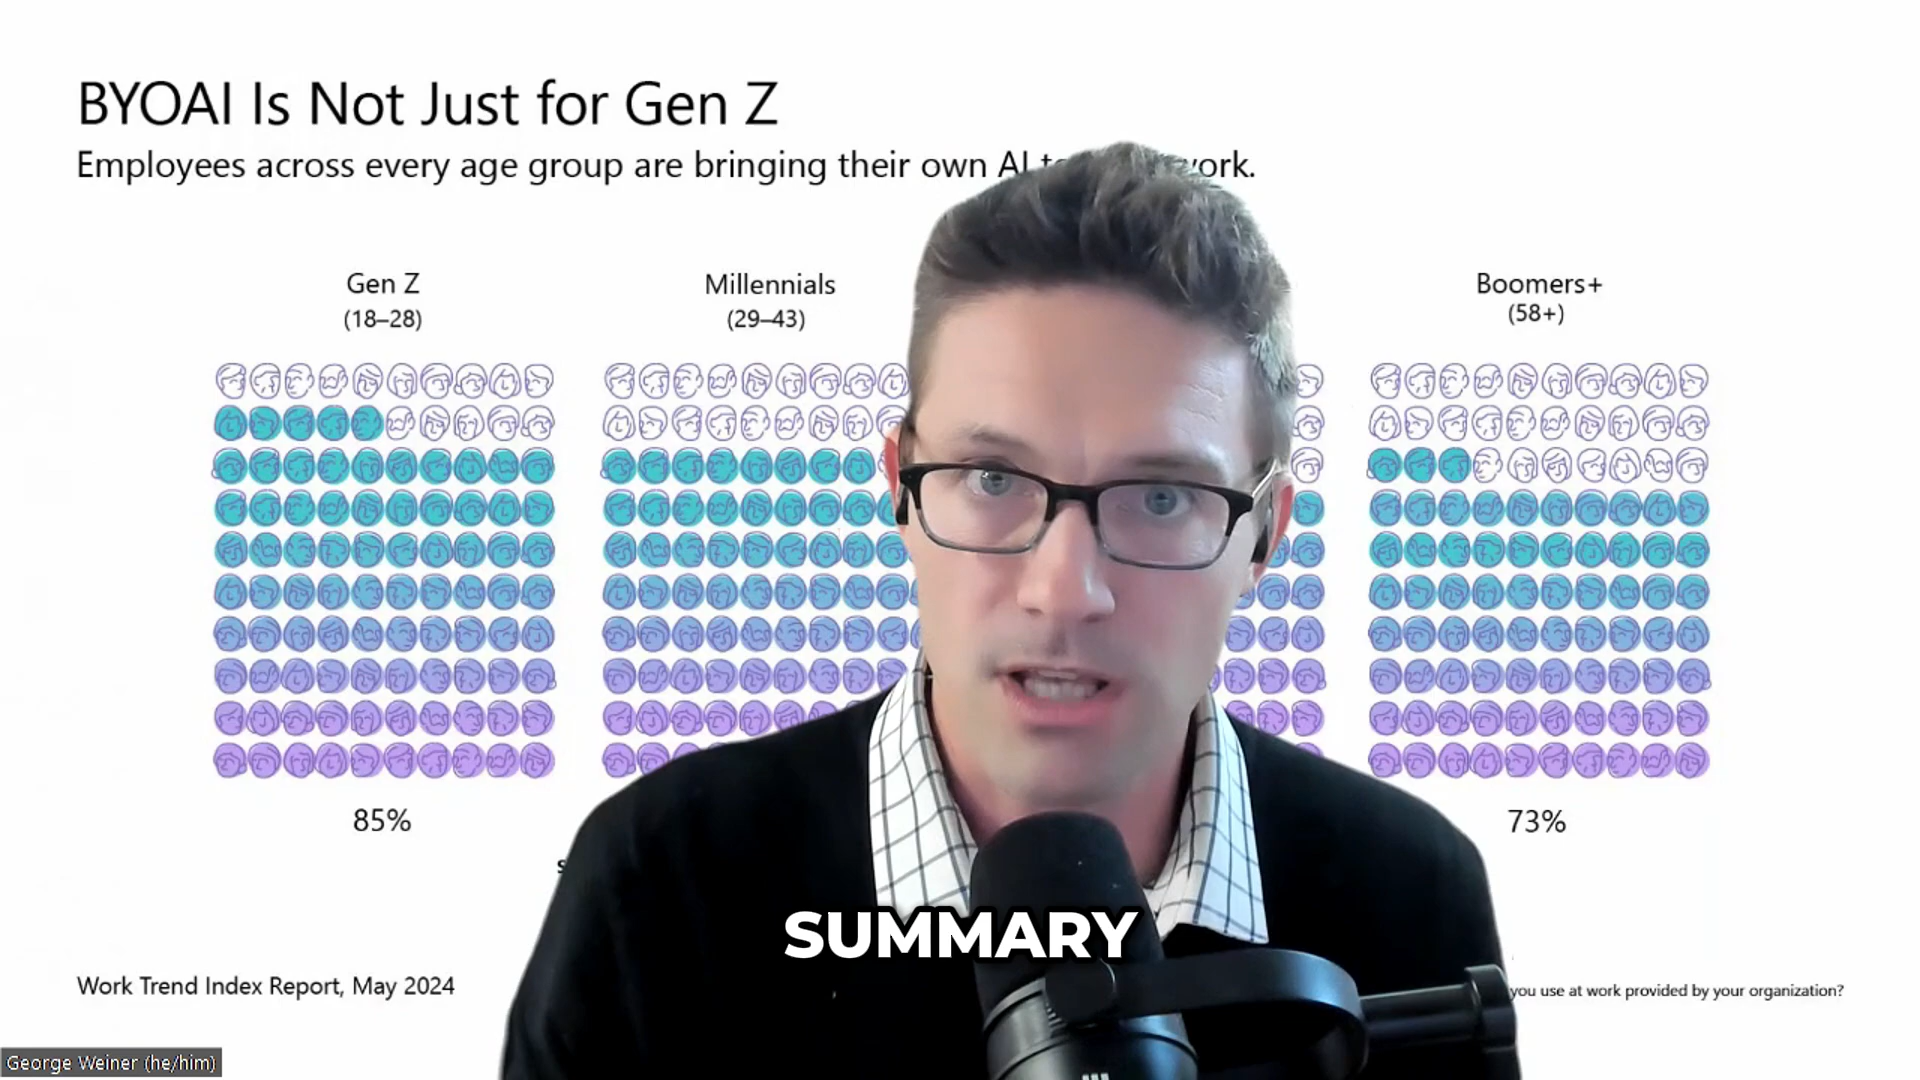 BYOAI Is Not Just for Gen Z
Employees across every age group are bringing their own AI work.
Gen Z
(18–28)
Millennials
(29–43)
Boomers+
(58+)
85%
73%
SUMMARY
Work Trend Index Report, May 2024
you use at work provided by your organization?
George Weiner (he/him)